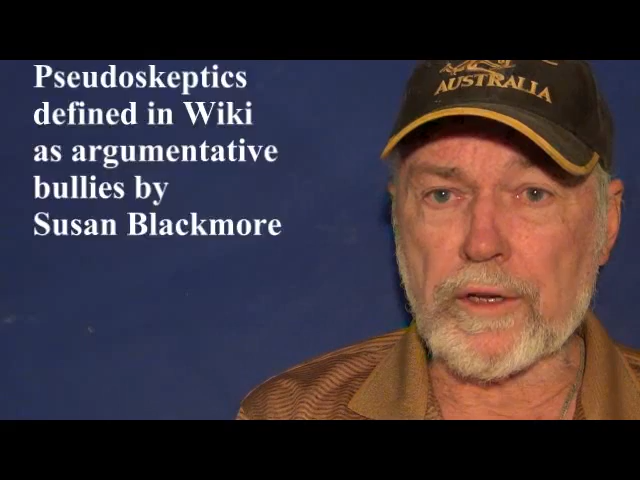 Pseudoskeptics
defined in Wiki
as argumentative
bullies by
Susan Blackmore
AUSTRALIA